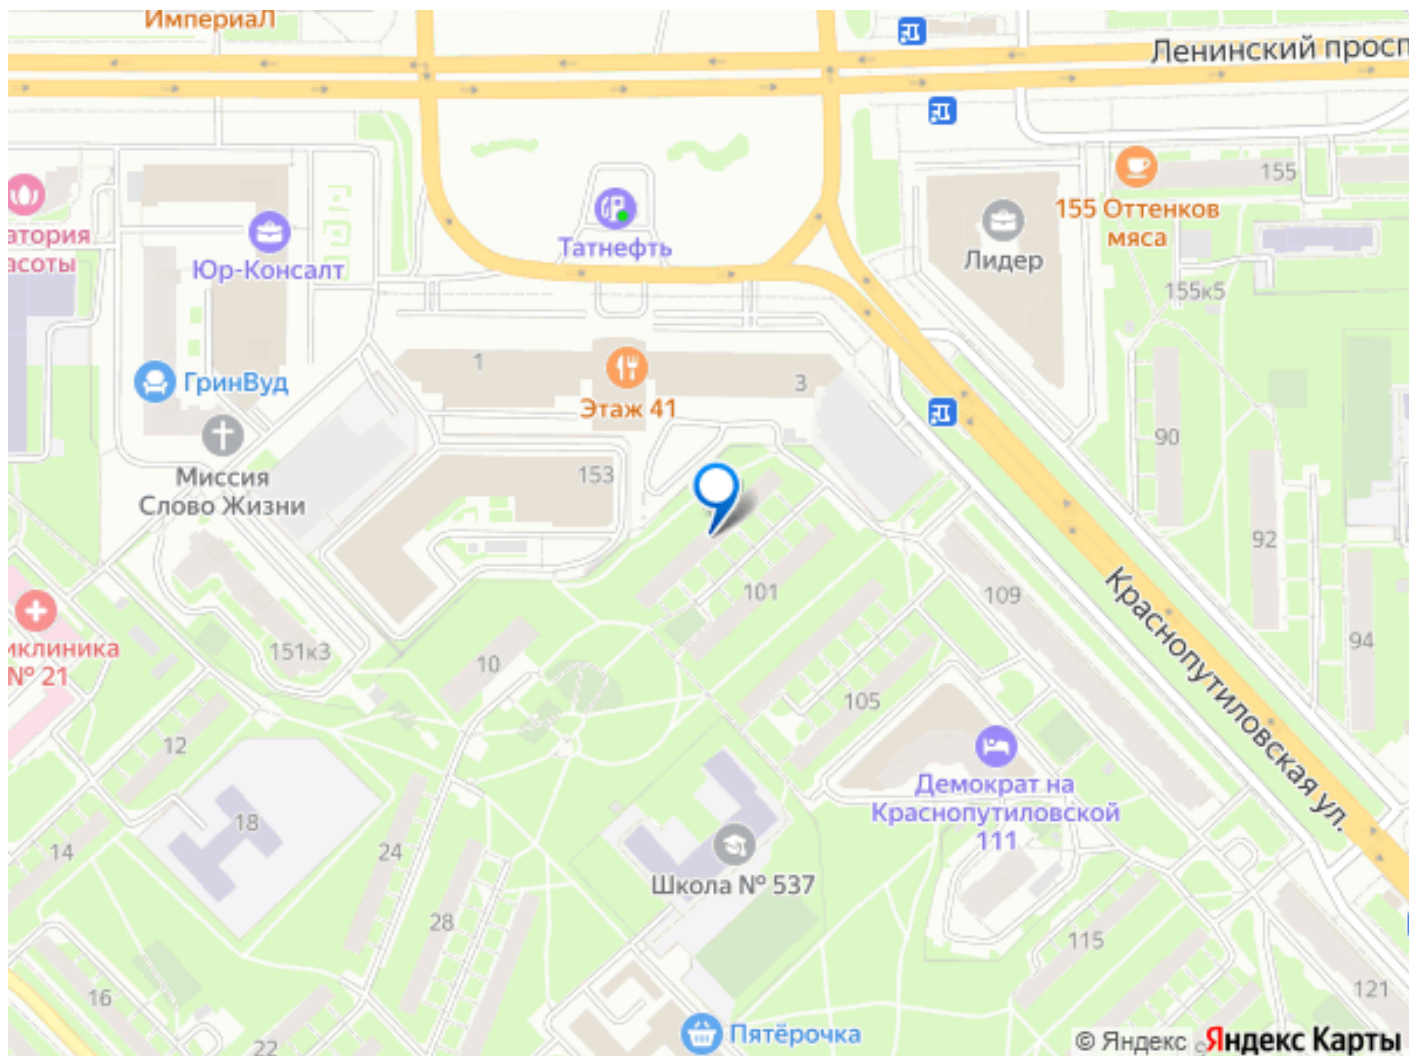 ИмпериаЛ
Ленинский просп
155
155 Оттенков
мяса
атория
асоты
Юр-Консалт
Татнефть
Лидер
155к5
1
3
ГринВуд
Этаж 41
90
Миссия
Слово Жизни
153
92
101
109
Краснопутиловская ул.
иклиника
№ 21
151к3
10
94
105
12
Демократ на
Краснопутиловской
111
18
14
24
Школа № 537
28
115
16
121
22
Пятёрочка
© Яндекс Яндекс Карты